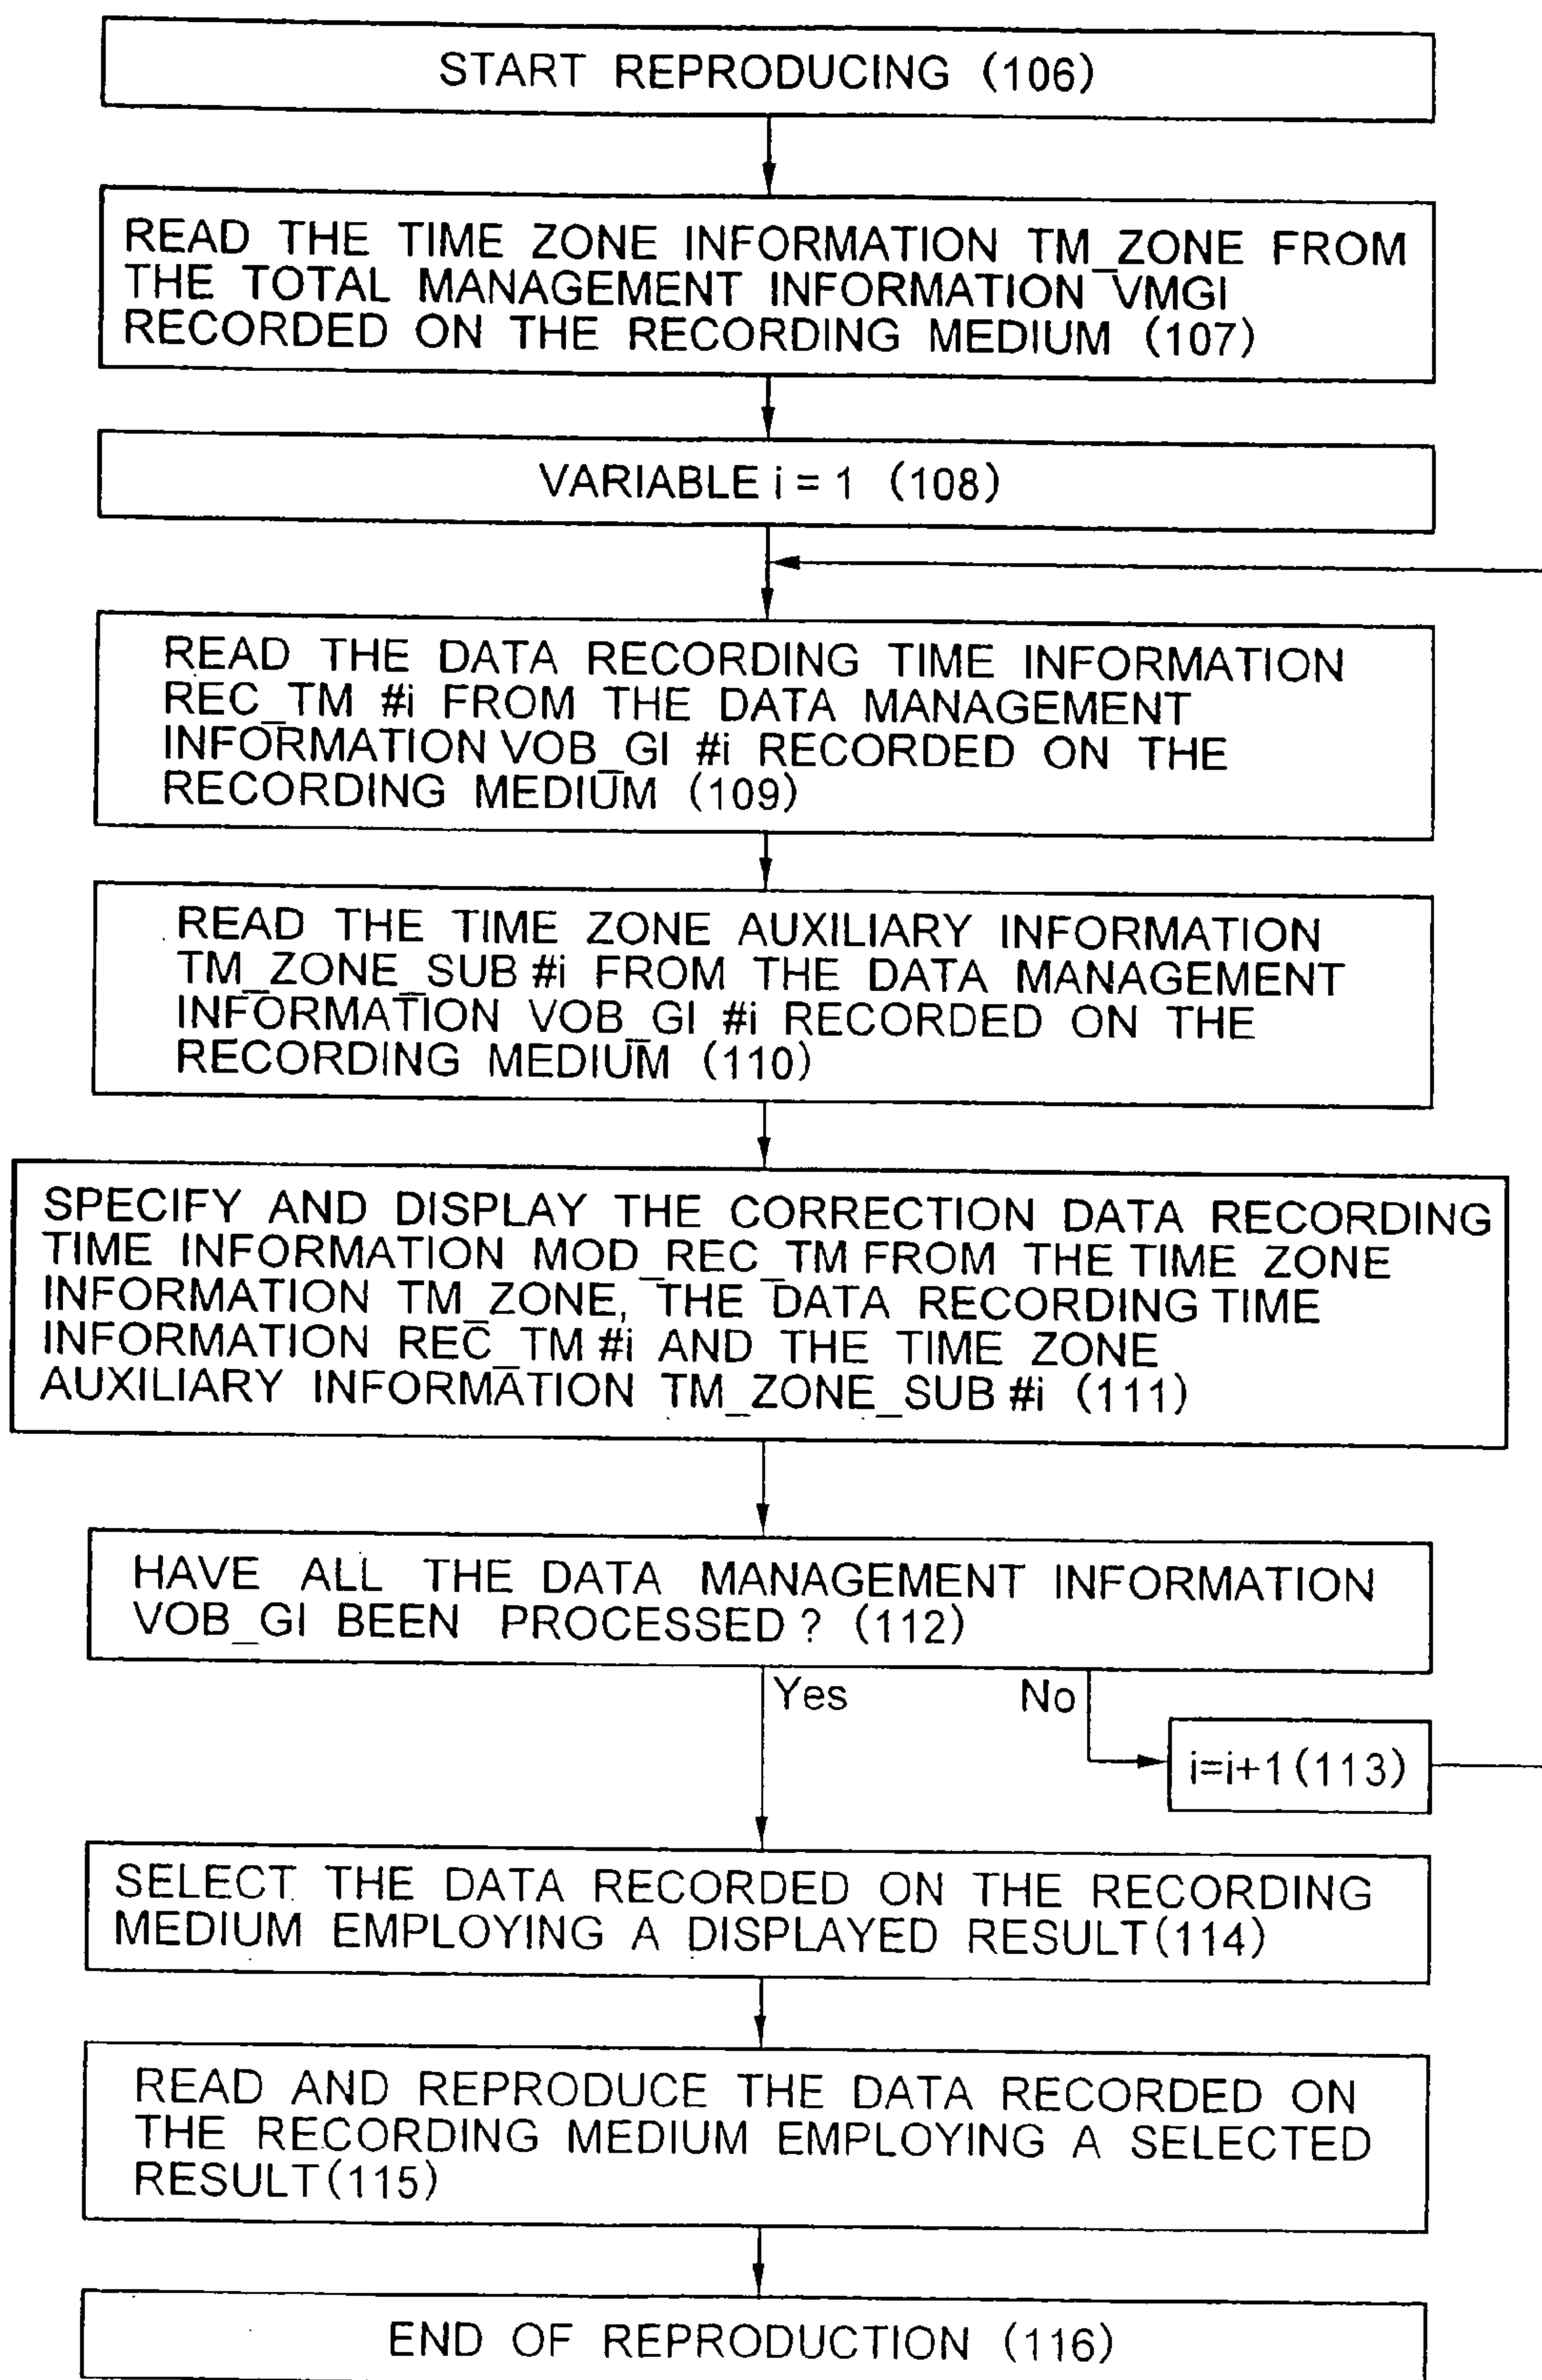 START REPRODUCING (106)
READ THE TIME ZONE INFORMATION TM_ZONE FROM
THE TOTAL MANAGEMENT INFORMATION VMGI
RECORDED ON THE RECORDING MEDIUM (107)
VARIABLE i = 1 (108)
READ THE DATA RECORDING TIME INFORMATION
REC_TM #i FROM THE DATA MANAGEMENT
INFORMATION VOB_GI #i RECORDED ON THE
RECORDING MEDIUM (109)
READ THE TIME ZONE AUXILIARY INFORMATION
TM_ZONE_SUB #i FROM THE DATA MANAGEMENT
INFORMATION VOB_GI #i RECORDED ON THE
RECORDING MEDIUM (110)
SPECIFY AND DISPLAY THE CORRECTION DATA RECORDING
TIME INFORMATION MOD_REC_TM FROM THE TIME ZONE
INFORMATION TM_ZONE, THE DATA RECORDING TIME
INFORMATION REC_TM #i AND THE TIME ZONE
AUXILIARY INFORMATION TM_ZONE_SUB #i (111)
HAVE ALL THE DATA MANAGEMENT INFORMATION
VOB_GI BEEN PROCESSED ? (112)
Yes No
i=i+1 (113)
SELECT THE DATA RECORDED ON THE RECORDING
MEDIUM EMPLOYING A DISPLAYED RESULT (114)
READ AND REPRODUCE THE DATA RECORDED ON
THE RECORDING MEDIUM EMPLOYING A SELECTED
RESULT (115)
END OF REPRODUCTION (116)